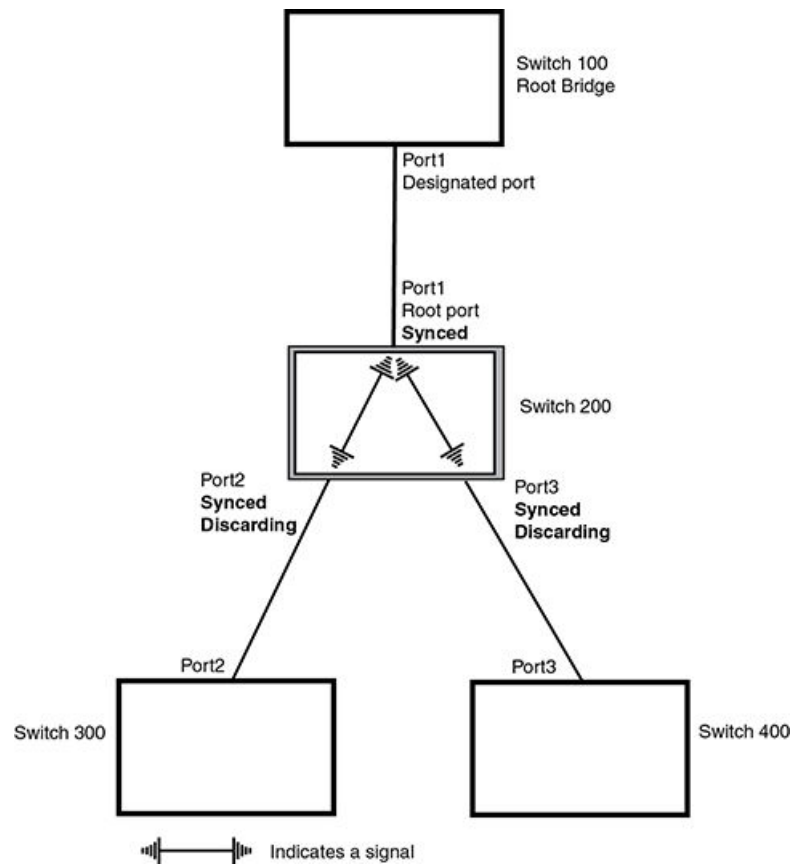 Switch 100
Root Bridge
Port1
Designated port
Port1
Root port
Synced
Switch 200
Port2
Synced
Discarding
Port3
Synced
Discarding
Port2
Port3
Switch 300
Switch 400
Indicates a signal